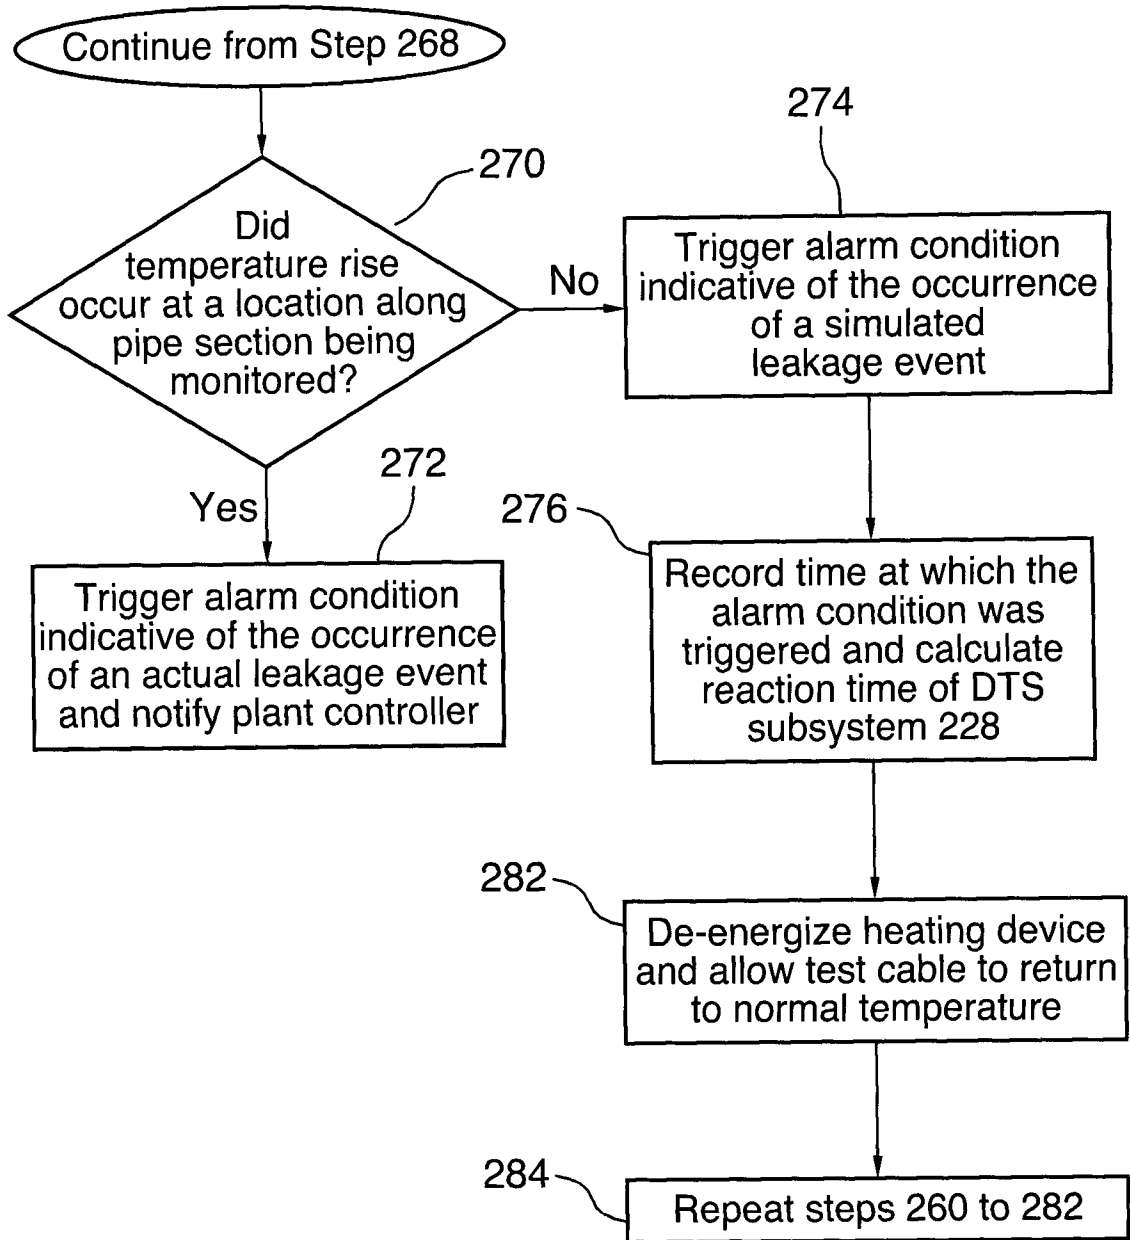 Continue from Step 268
270
Did
temperature rise
occur at a location along
pipe section being
monitored?
No
Yes
272
Trigger alarm condition
indicative of the occurrence
of an actual leakage event
and notify plant controller
274
Trigger alarm condition
indicative of the occurrence
of a simulated
leakage event
276
Record time at which the
alarm condition was
triggered and calculate
reaction time of DTS
subsystem 228
282
De-energize heating device
and allow test cable to return
to normal temperature
284
Repeat steps 260 to 282